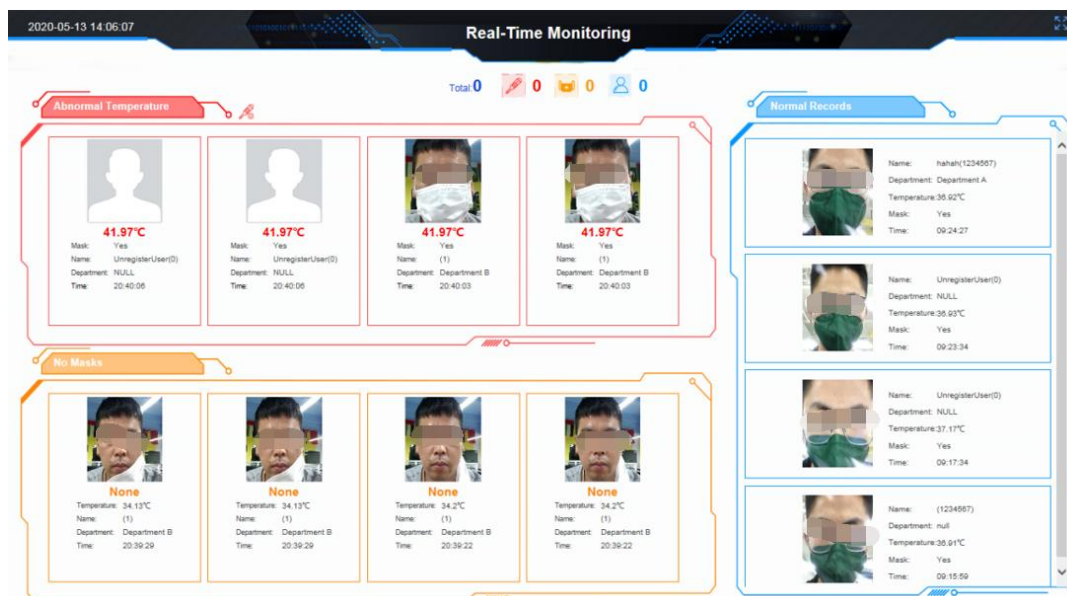 2020-05-13 14:06:07
Real-Time Monitoring
Total:0 0 0 0
Abnormal Temperature
41.97℃
Mask: Yes
Name: UnregisterUser(0)
Department: NULL
Time: 20:40:06
41.97℃
Mask: Yes
Name: UnregisterUser(0)
Department: NULL
Time: 20:40:06
41.97℃
Mask: Yes
Name: (1)
Department: Department B
Time: 20:40:03
41.97℃
Mask: Yes
Name: (1)
Department: Department B
Time: 20:40:03
No Masks
None
Temperature: 34.13℃
Name: (1)
Department: Department B
Time: 20:39:29
None
Temperature: 34.13℃
Name: (1)
Department: Department B
Time: 20:39:29
None
Temperature: 34.2℃
Name: (1)
Department: Department B
Time: 20:39:22
None
Temperature: 34.2℃
Name: (1)
Department: Department B
Time: 20:39:22
Normal Records
Name: hahah(1234567)
Department: Department A
Temperature:36.92℃
Mask: Yes
Time: 09:24:27
Name: UnregisterUser(0)
Department: NULL
Temperature:36.93℃
Mask: Yes
Time: 09:23:34
Name: UnregisterUser(0)
Department: NULL
Temperature:37.17℃
Mask: Yes
Time: 09:17:34
Name: (1234567)
Department: null
Temperature:36.91℃
Mask: Yes
Time: 09:15:59